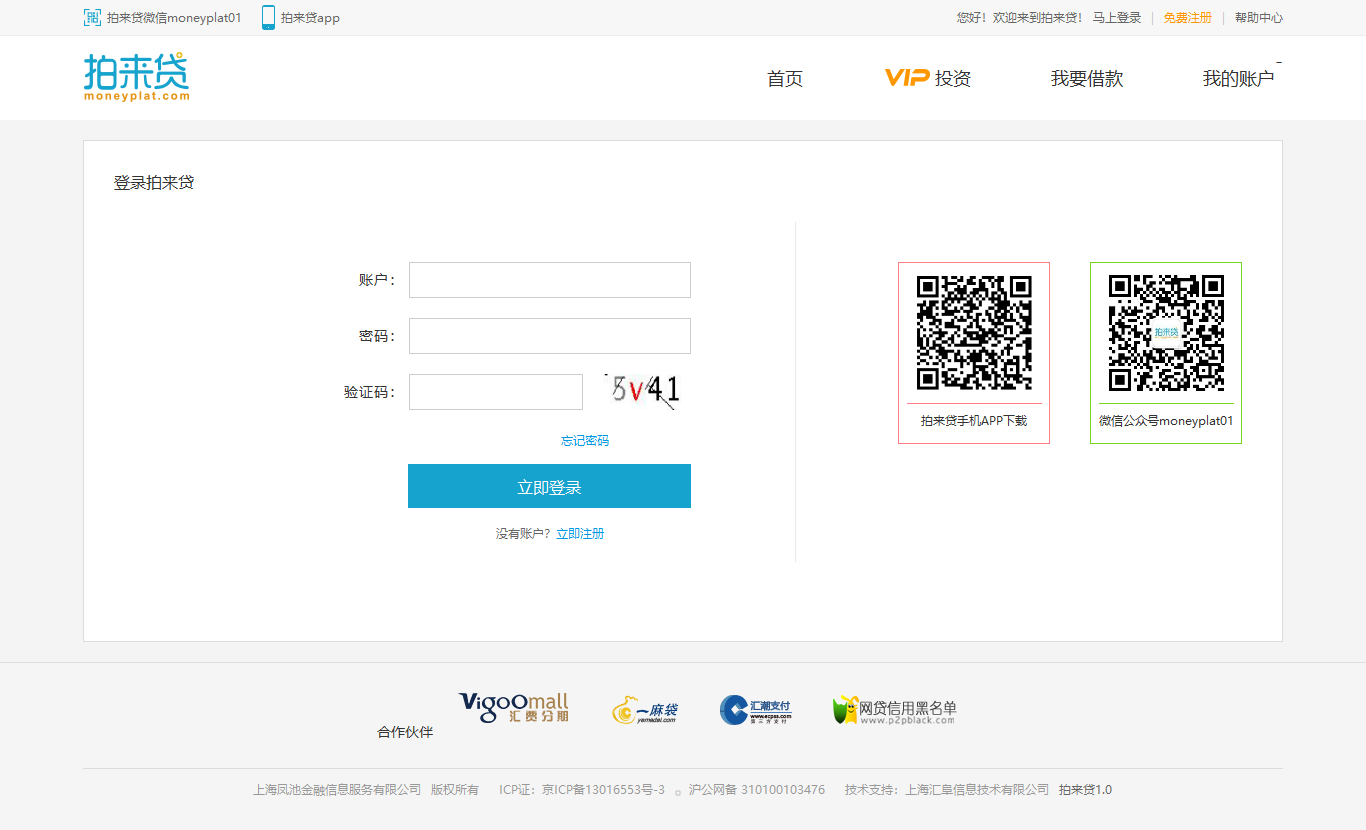 拍来贷微信moneyplat01 拍来贷app 您好！欢迎来到拍来贷！ 马上登录 | 免费注册 | 帮助中心
拍来贷
moneyplat.com
首页 VIP 投资 我要借款 我的账户
登录拍来贷
账户：
密码：
验证码： 5v41
忘记密码
立即登录
没有账户？立即注册
拍来贷手机APP下载
拍来贷
微信公众号moneyplat01
合作伙伴
Vigoomall
汇贵分期
一麻袋
yamadai.com
汇潮支付
www.ecpss.com
第三方支付
网贷信用黑名单
www.p2pblack.com
上海凤池金融信息服务有限公司 版权所有 ICP证：京ICP备13016553号-3 。沪公网备 310100103476 技术支持：上海汇阜信息技术有限公司 拍来贷1.0